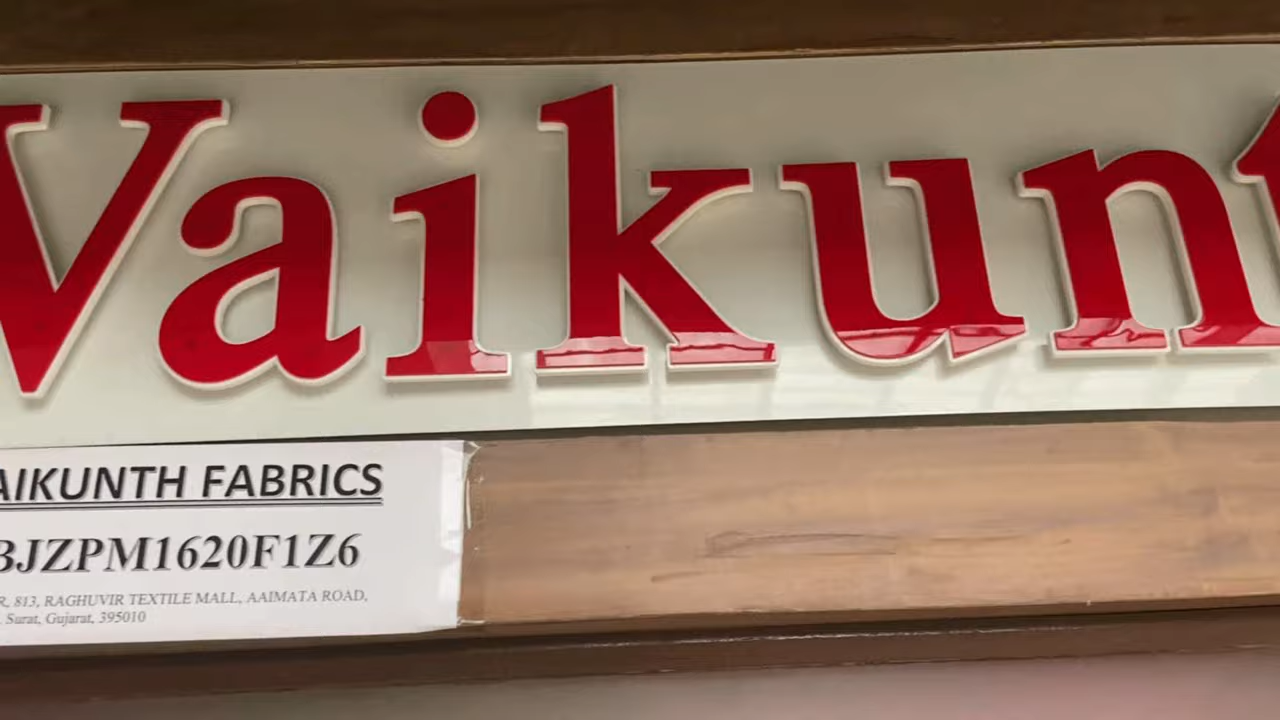 Vaikunt
AIKUNTH FABRICS
BJZPM1620F1Z6
R, 813, RAGHUVIR TEXTILE MALL, AAIMATA ROAD,
Surat, Gujarat, 395010